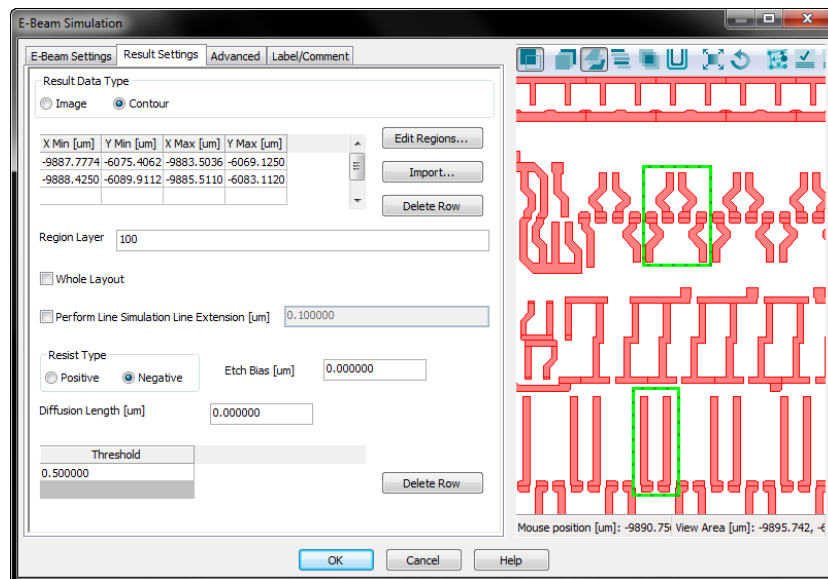 E-Beam Simulation
E-Beam Settings Result Settings Advanced Label/Comment
Result Data Type
Image Contour
X Min [um] Y Min [um] X Max [um] Y Max [um]
-9887.7774 -6075.4062 -9883.5036 -6069.1250
-9888.4250 -6089.9112 -9885.5110 -6083.1120
Edit Regions...
Import...
Delete Row
Region Layer 100
Whole Layout
Perform Line Simulation Line Extension [um] 0.100000
Resist Type
Positive Negative
Etch Bias [um] 0.000000
Diffusion Length [um] 0.000000
Threshold
0.500000
Delete Row
Mouse position [um]: -9890.75 View Area [um]: -9895.742, -6
OK Cancel Help